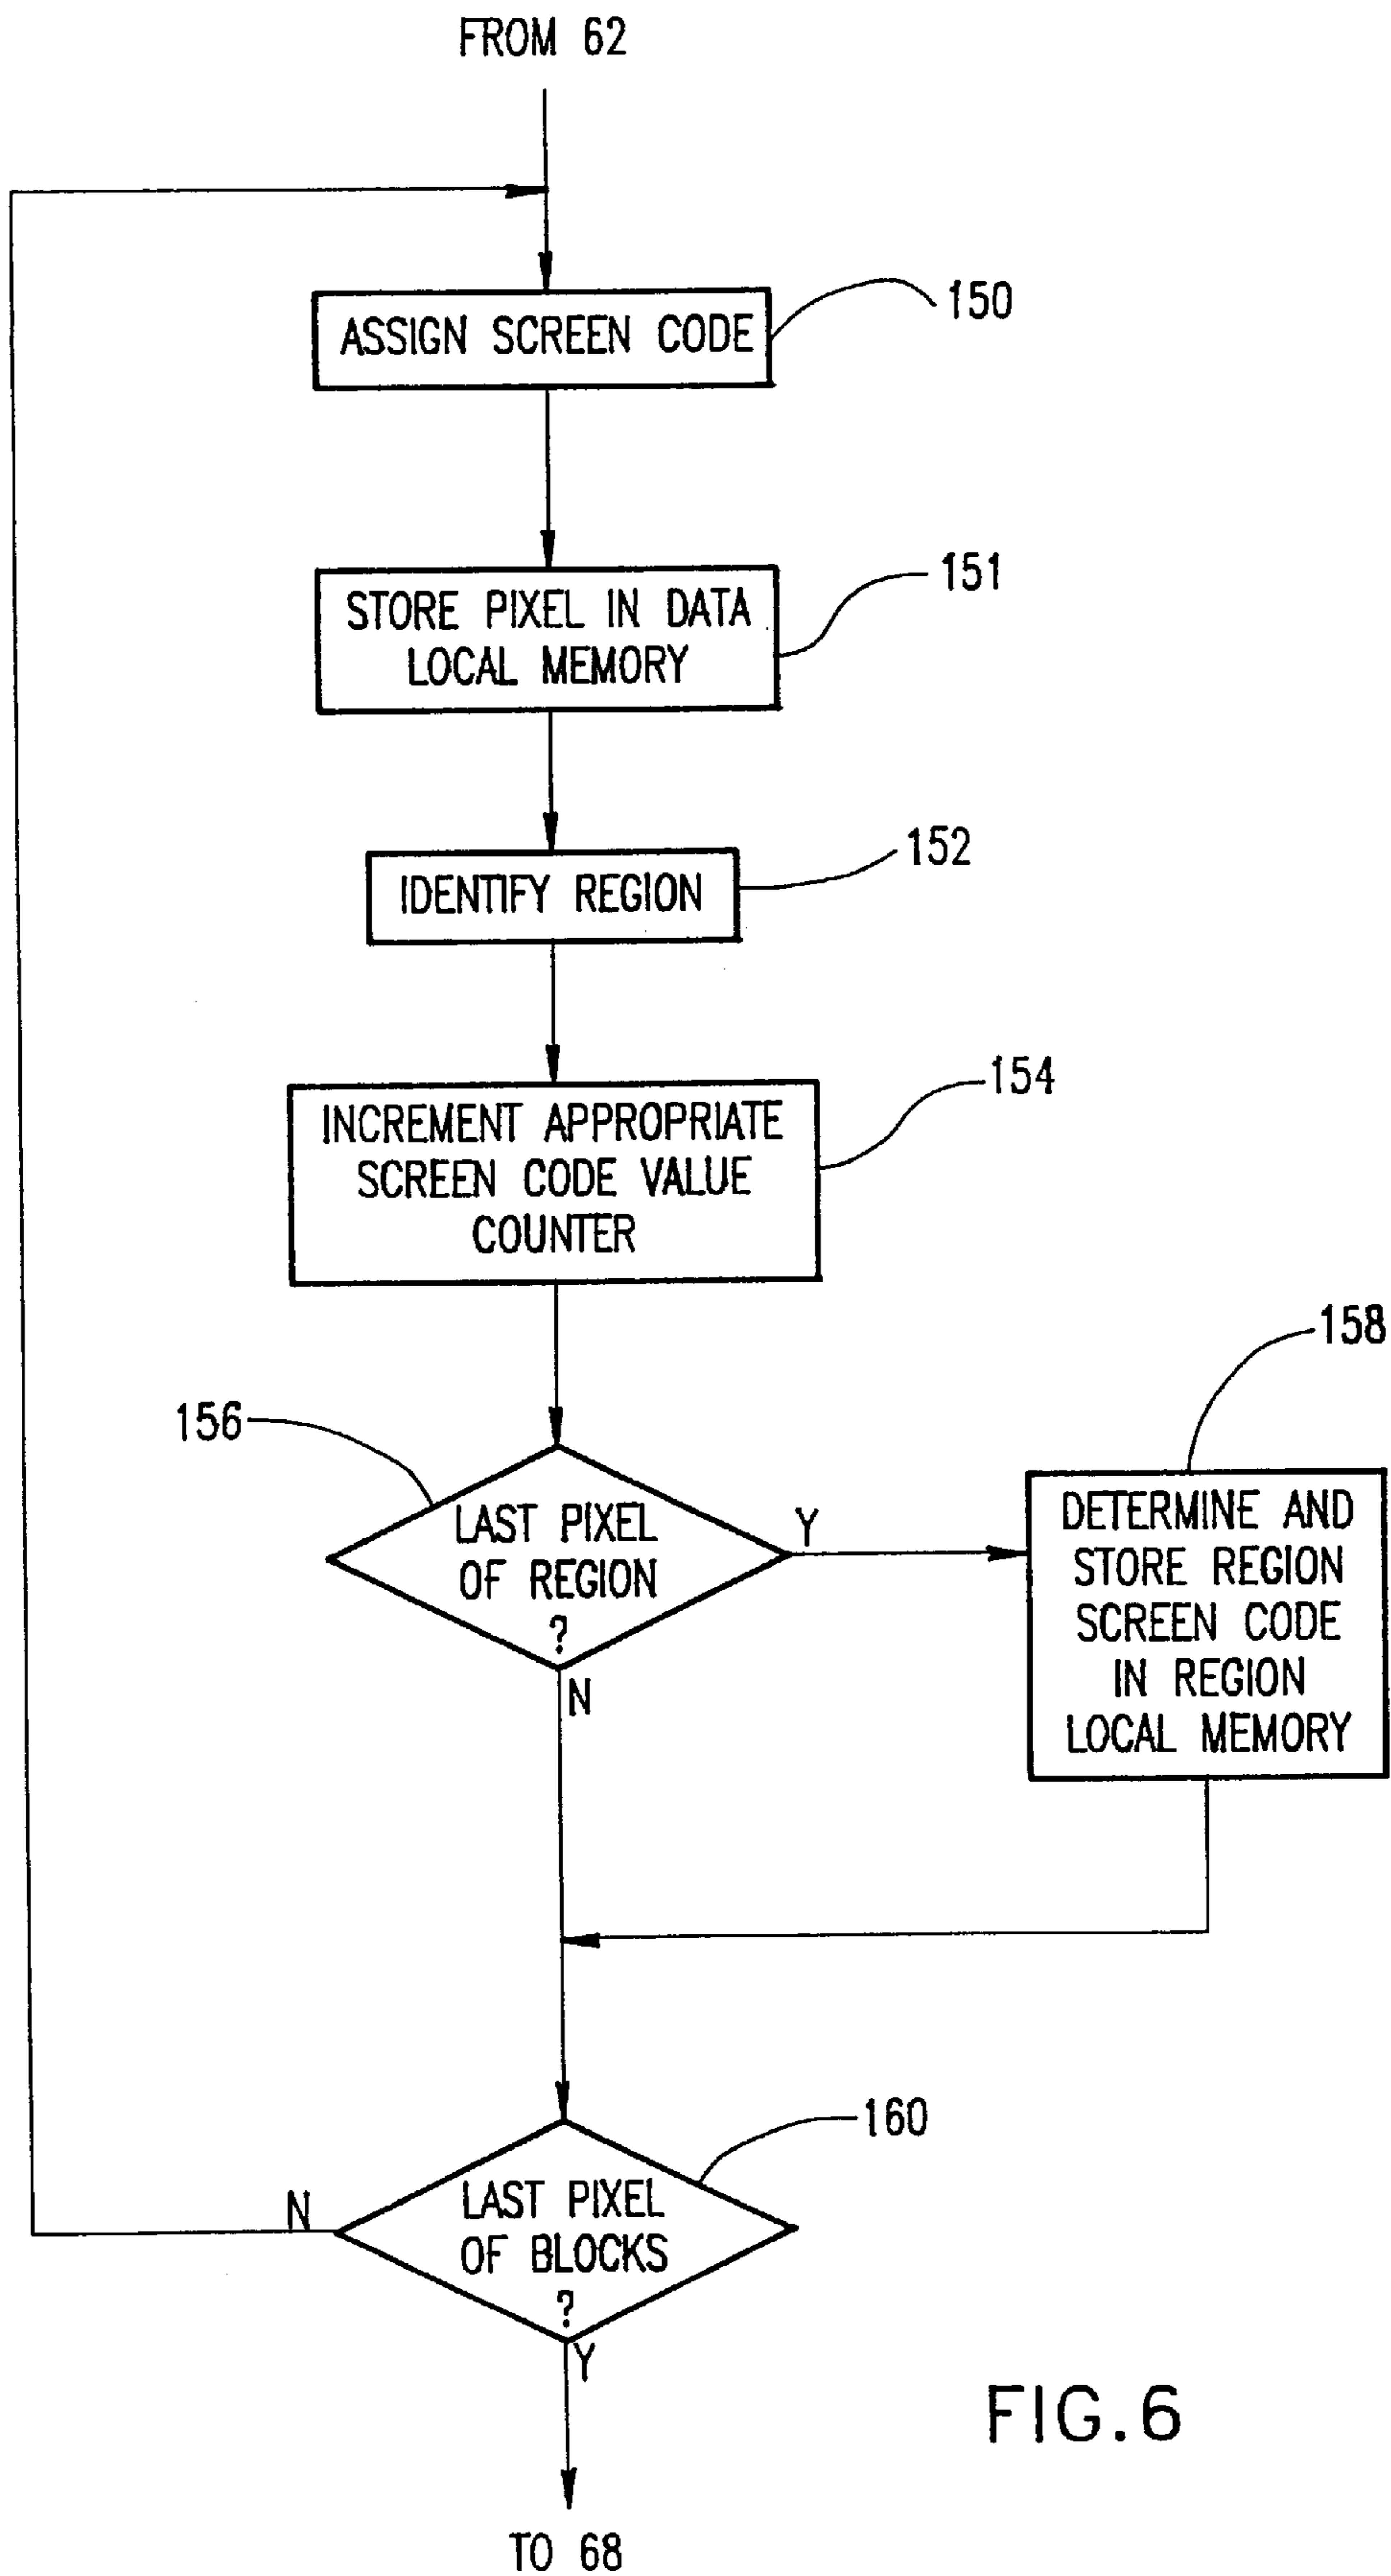 FROM 62
150
ASSIGN SCREEN CODE
151
STORE PIXEL IN DATA
LOCAL MEMORY
152
IDENTIFY REGION
154
INCREMENT APPROPRIATE
SCREEN CODE VALUE
COUNTER
156
LAST PIXEL
OF REGION
?
Y
N
158
DETERMINE AND
STORE REGION
SCREEN CODE
IN REGION
LOCAL MEMORY
160
LAST PIXEL
OF BLOCKS
?
N
Y
TO 68
FIG.6